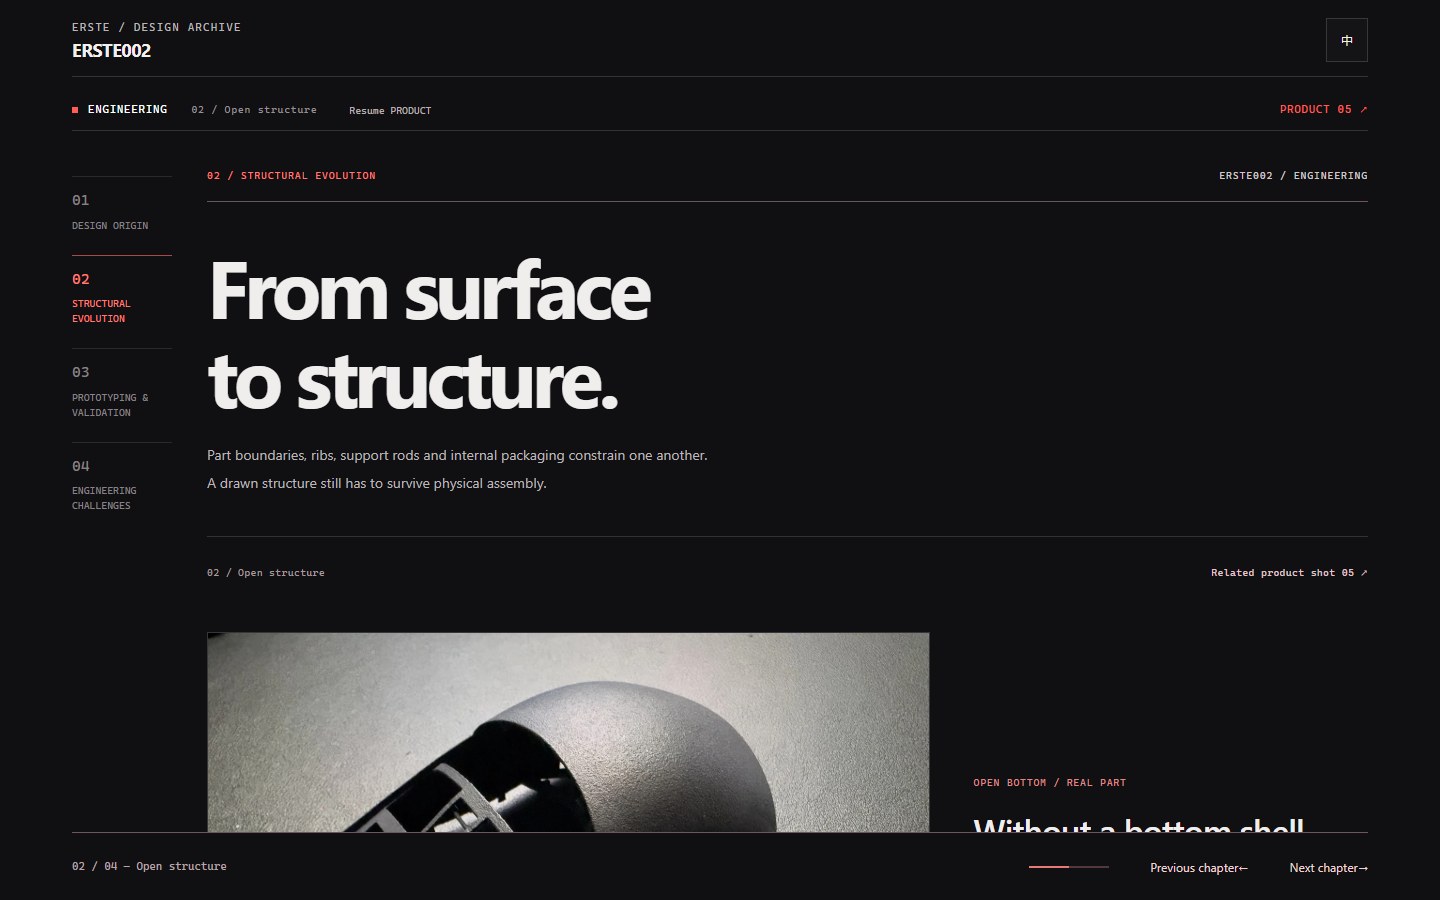 ERSTE / DESIGN ARCHIVE
ERSTE002
中
ENGINEERING
02 / Open structure
Resume PRODUCT
PRODUCT 05 ↗
01
DESIGN ORIGIN
02
STRUCTURAL
EVOLUTION
03
PROTOTYPING &
VALIDATION
04
ENGINEERING
CHALLENGES
02 / STRUCTURAL EVOLUTION
ERSTE002 / ENGINEERING
From surface
to structure.
Part boundaries, ribs, support rods and internal packaging constrain one another.
A drawn structure still has to survive physical assembly.
02 / Open structure
Related product shot 05 ↗
OPEN BOTTOM / REAL PART
Without a bottom shell
02 / 04 — Open structure
Previous chapter←
Next chapter→